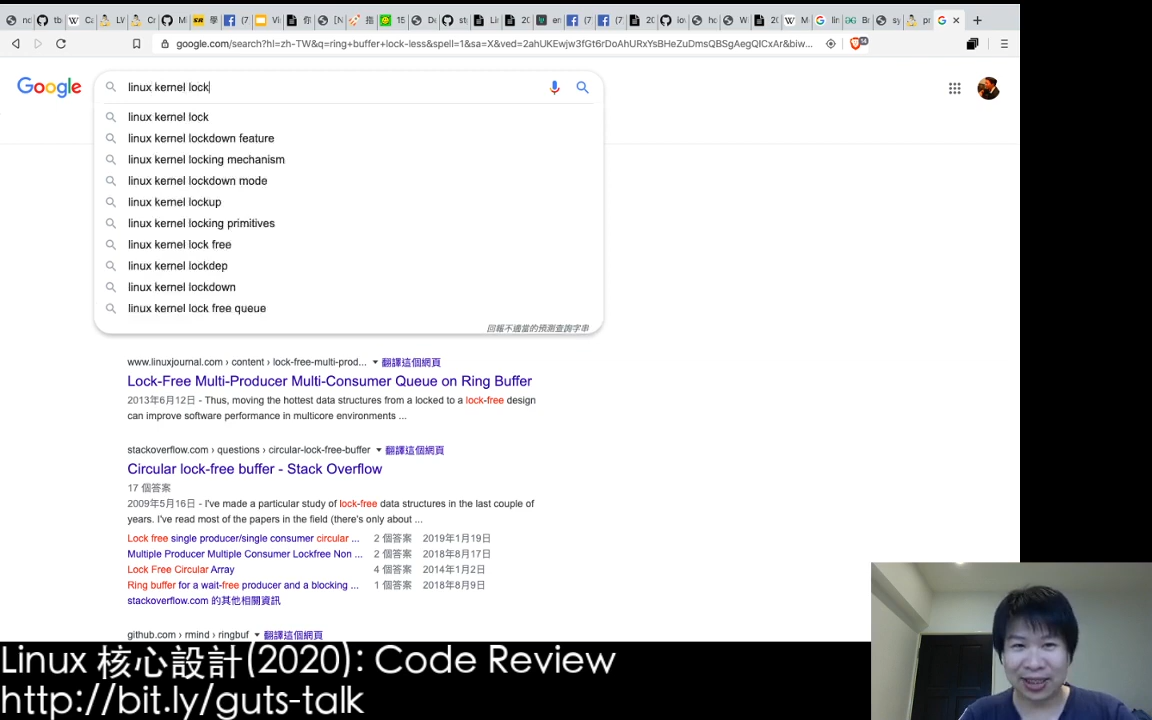 google.com/search?hl=zh-TW&q=ring+buffer+lock-less&spell=1&sa=X&ved=2ahUKEwjw3fGt6rDoAhURxYsBHeZuDmsQBSgAegQICxAr&biw...
Google
linux kernel lock
linux kernel lock
linux kernel lockdown feature
linux kernel locking mechanism
linux kernel lockdown mode
linux kernel lockup
linux kernel locking primitives
linux kernel lock free
linux kernel lockdep
linux kernel lockdown
linux kernel lock free queue
回報不適當的預測查詢字串
www.linuxjournal.com › content › lock-free-multi-prod... 翻譯這個網頁
Lock-Free Multi-Producer Multi-Consumer Queue on Ring Buffer
2013年6月12日 - Thus, moving the hottest data structures from a locked to a lock-free design
can improve software performance in multicore environments ...
stackoverflow.com › questions › circular-lock-free-buffer 翻譯這個網頁
Circular lock-free buffer - Stack Overflow
17 個答案
2009年5月16日 - I've made a particular study of lock-free data structures in the last couple of
years. I've read most of the papers in the field (there's only about ...
Lock free single producer/single consumer circular ... 2 個答案 2019年1月19日
Multiple Producer Multiple Consumer Lockfree Non ... 2 個答案 2018年8月17日
Lock Free Circular Array 4 個答案 2014年1月2日
Ring buffer for a wait-free producer and a blocking ... 1 個答案 2018年8月9日
stackoverflow.com 的其他相關資訊
github.com › rmind › ringbuf 翻譯這個網頁
Linux 核心設計(2020): Code Review
http://bit.ly/guts-talk